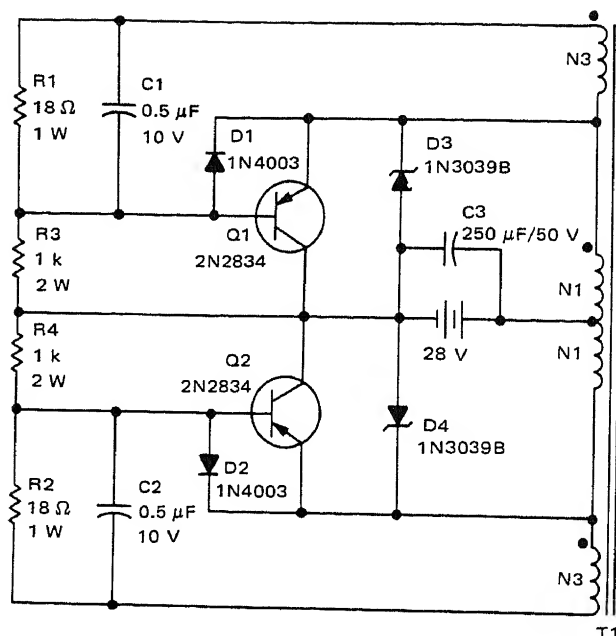 N3
R1
18 Ω
1 W
C1
0.5 μF
10 V
D1
1N4003
D3
1N3039B
C3
250 μF/50 V
Q1
2N2834
R3
1 k
2 W
N1
R4
1 k
2 W
Q2
2N2834
28 V
N1
D4
1N3039B
R2
18 Ω
1 W
C2
0.5 μF
10 V
D2
1N4003
N3
T1